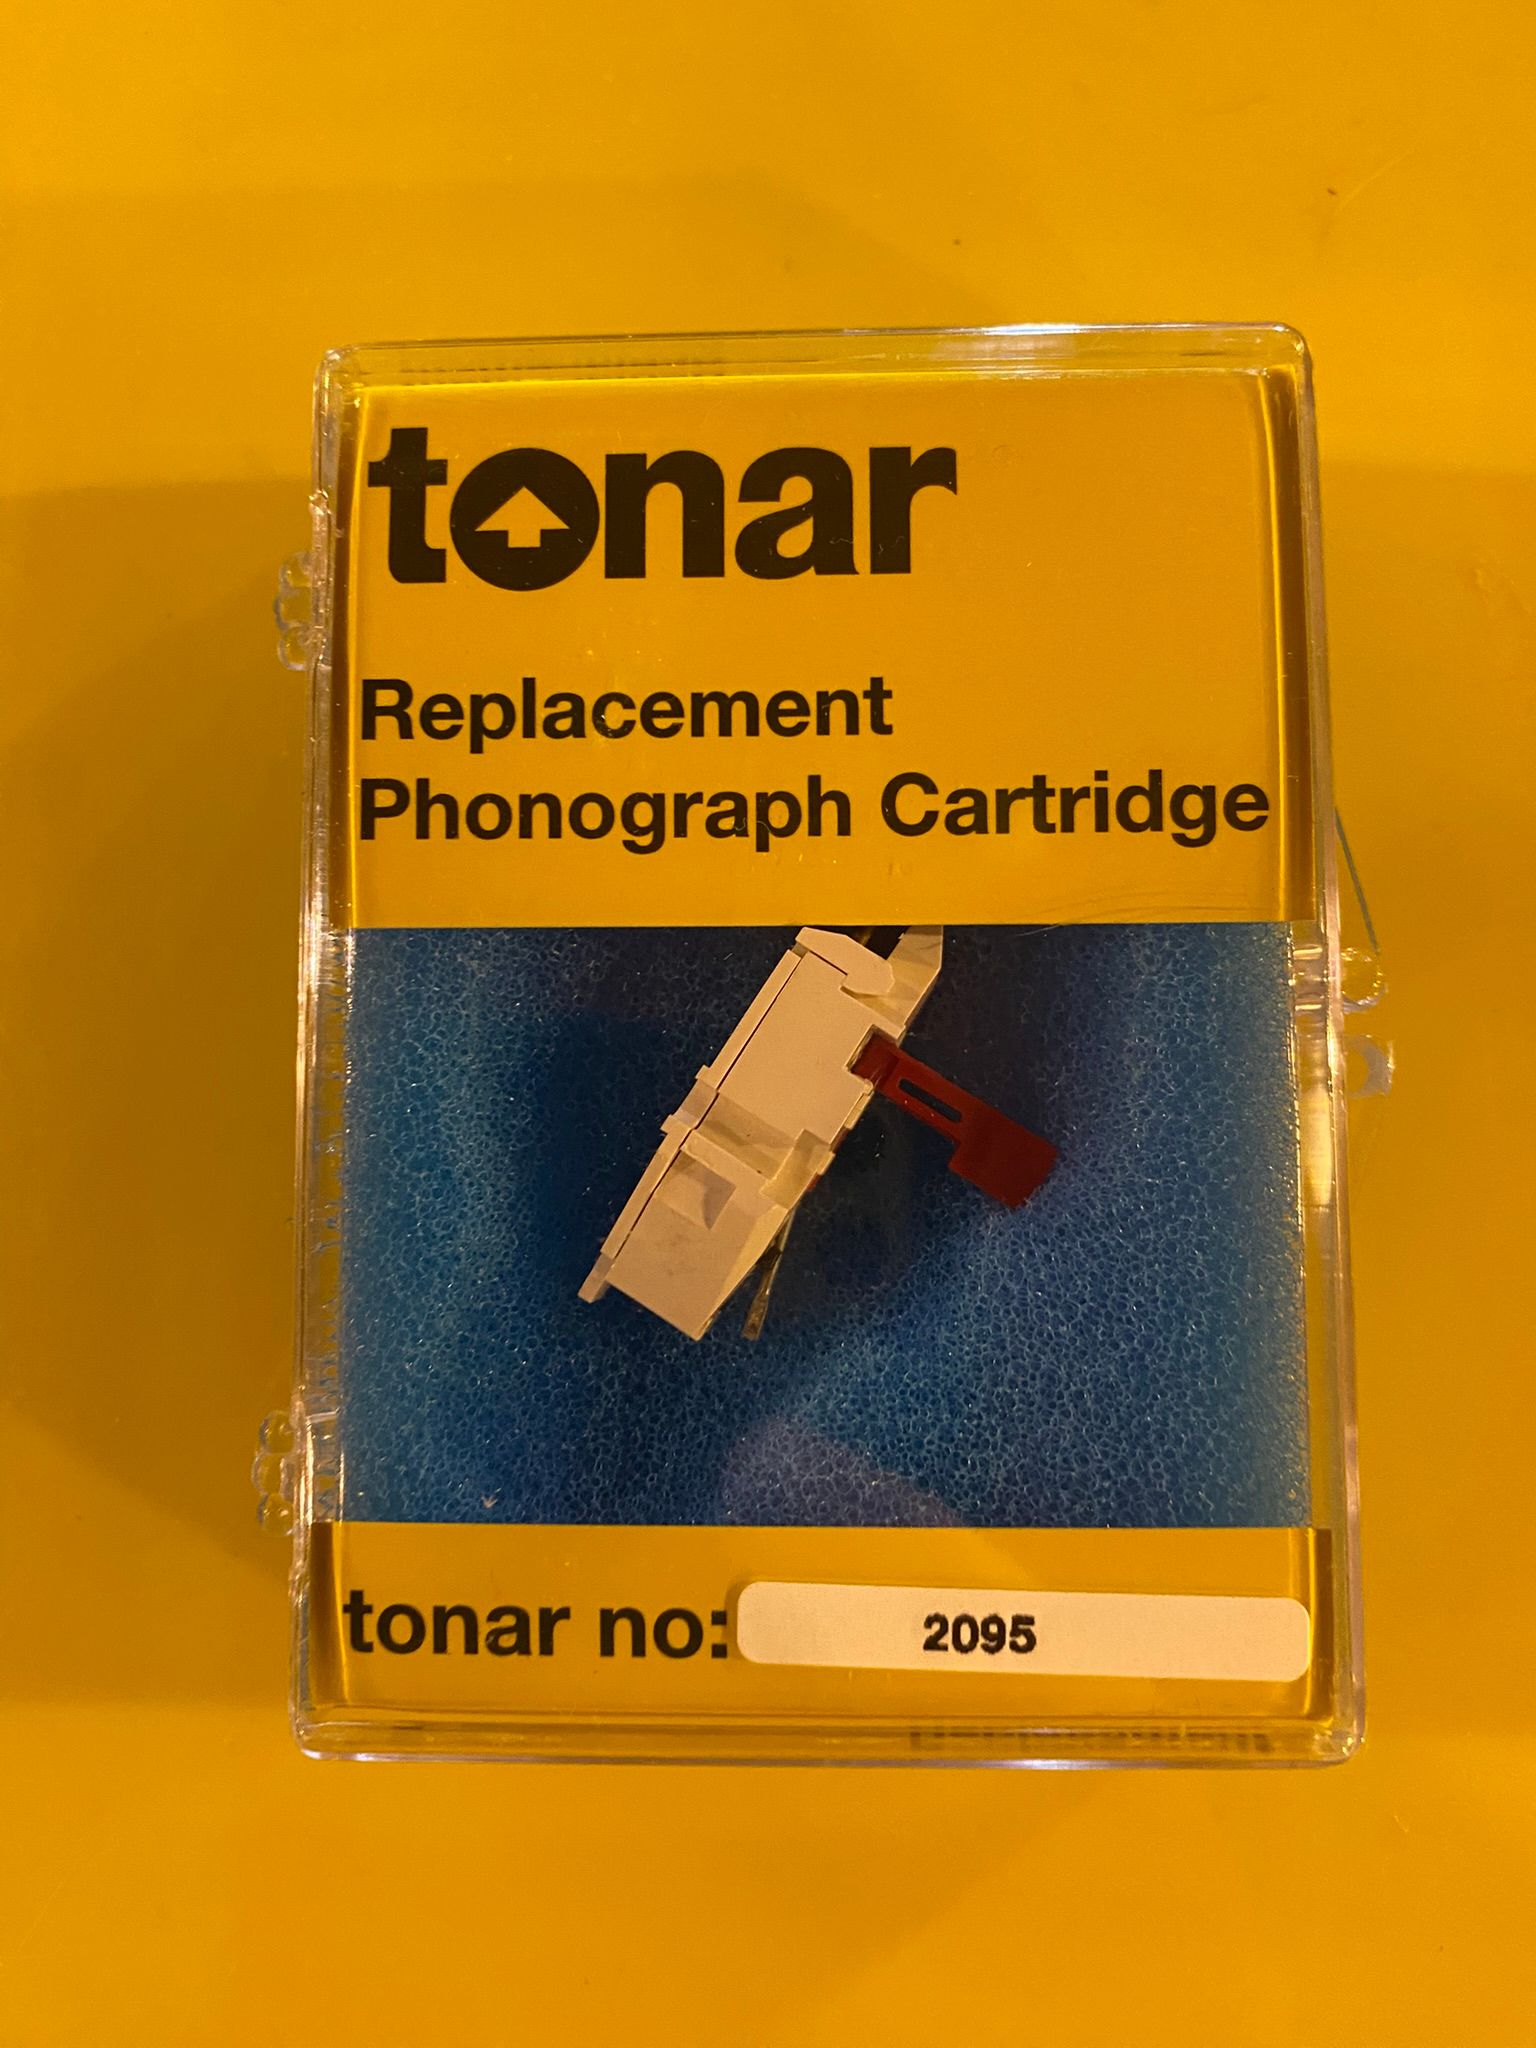 tonar
Replacement
Phonograph Cartridge
tonar no: 2095